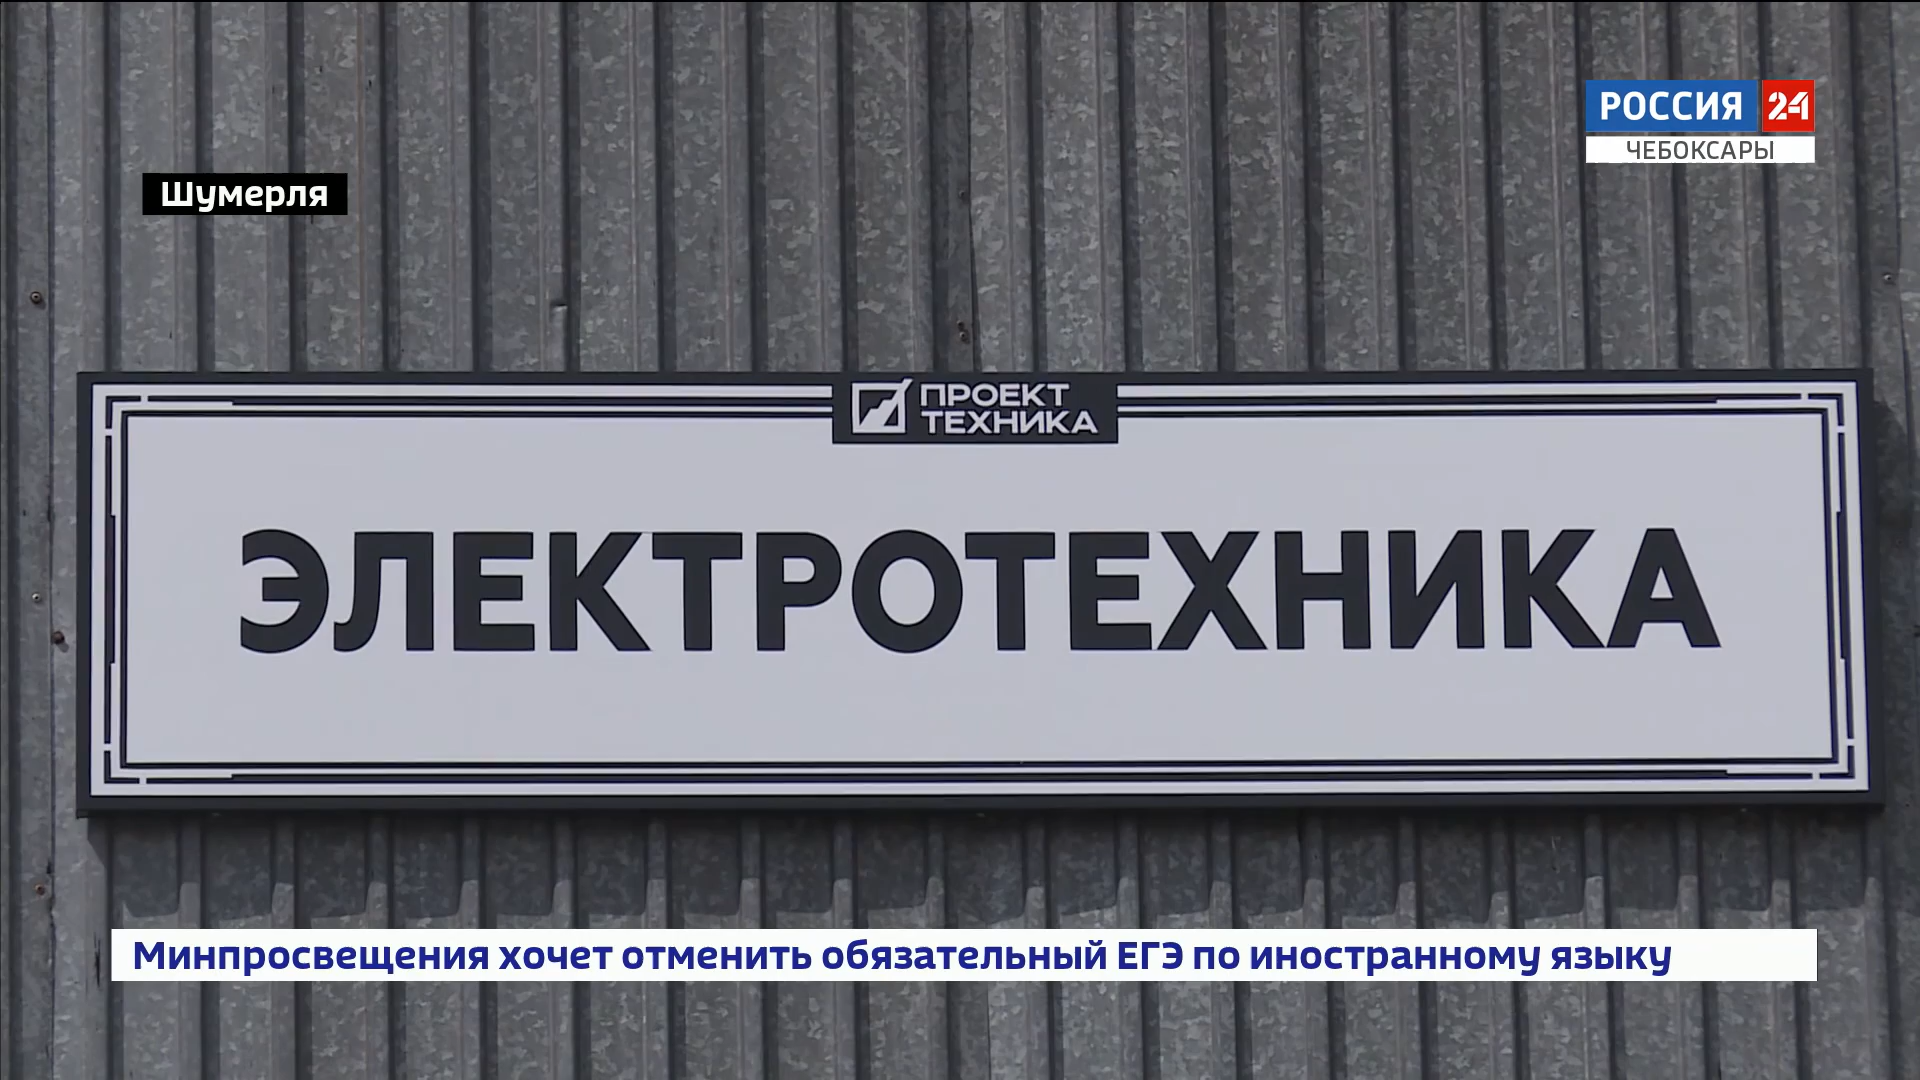 РОССИЯ 24
ЧЕБОКСАРЫ
Шумерля
ПРОЕКТ
ТЕХНИКА
ЭЛЕКТРОТЕХНИКА
Минпросвещения хочет отменить обязательный ЕГЭ по иностранному языку